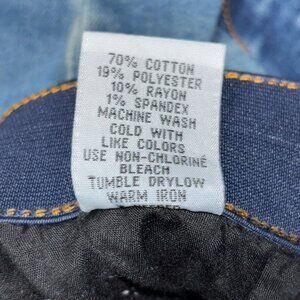 70% COTTON
19% POLYESTER
10% RAYON
1% SPANDEX
MACHINE WASH
COLD WITH
LIKE COLORS
USE NON-CHLORINE
BLEACH
TUMBLE DRYLOW
WARM IRON